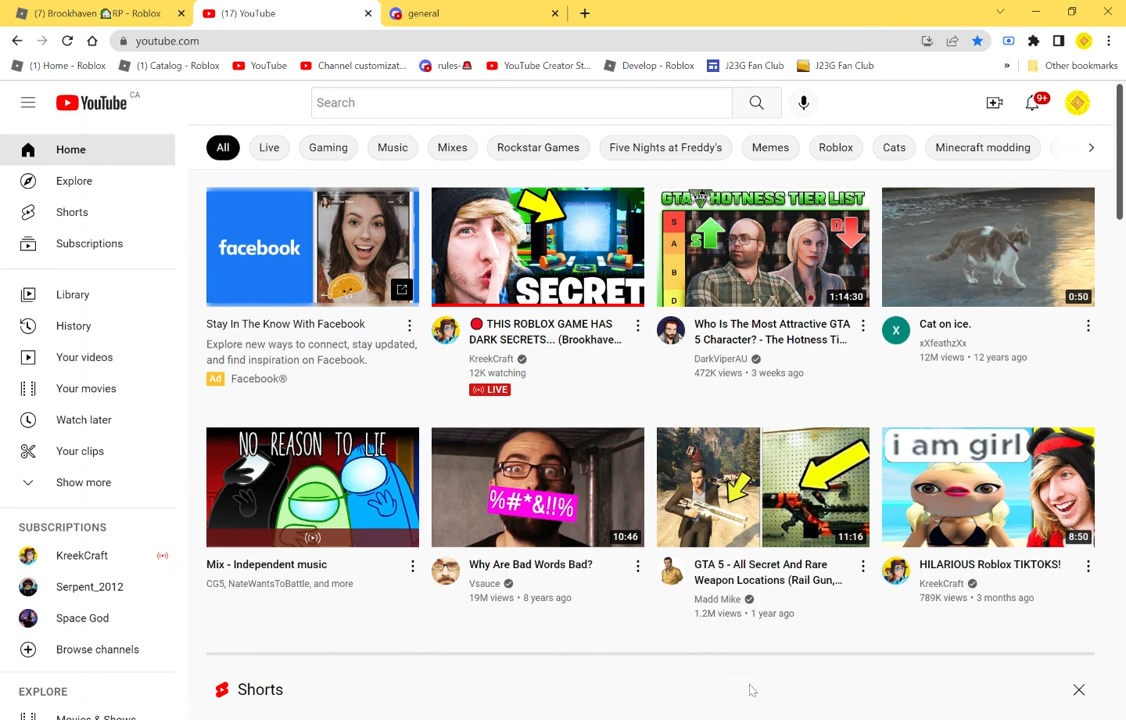 (7) Brookhaven 🏠RP - Roblox
(17) YouTube
general
youtube.com
(1) Home - Roblox
(1) Catalog - Roblox
YouTube
Channel customizat...
rules-🚨
YouTube Creator St...
Develop - Roblox
J23G Fan Club
J23G Fan Club
»
Other bookmarks
YouTube CA
Search
9+
Home
Explore
Shorts
Subscriptions
Library
History
Your videos
Your movies
Watch later
Your clips
Show more
SUBSCRIPTIONS
KreekCraft
Serpent_2012
Space God
Browse channels
EXPLORE
Movies & Shows
All
Live
Gaming
Music
Mixes
Rockstar Games
Five Nights at Freddy's
Memes
Roblox
Cats
Minecraft modding
facebook
Stay In The Know With Facebook
Explore new ways to connect, stay updated,
and find inspiration on Facebook.
Ad Facebook®
SECRET
🔴 THIS ROBLOX GAME HAS
DARK SECRETS... (Brookhave...
KreekCraft
12K watching
LIVE
GTA V HOTNESS TIER LIST
S
A
B
D
1:14:30
Who Is The Most Attractive GTA
5 Character? - The Hotness Ti...
DarkViperAU
472K views • 3 weeks ago
0:50
X
Cat on ice.
xXfeathzXx
12M views • 12 years ago
NO REASON TO LIE
Mix - Independent music
CG5, NateWantsToBattle, and more
%#*&!!%
10:46
Why Are Bad Words Bad?
Vsauce
19M views • 8 years ago
11:16
GTA 5 - All Secret And Rare
Weapon Locations (Rail Gun,...
Madd Mike
1.2M views • 1 year ago
i am girl
8:50
HILARIOUS Roblox TIKTOKS!
KreekCraft
789K views • 3 months ago
Shorts